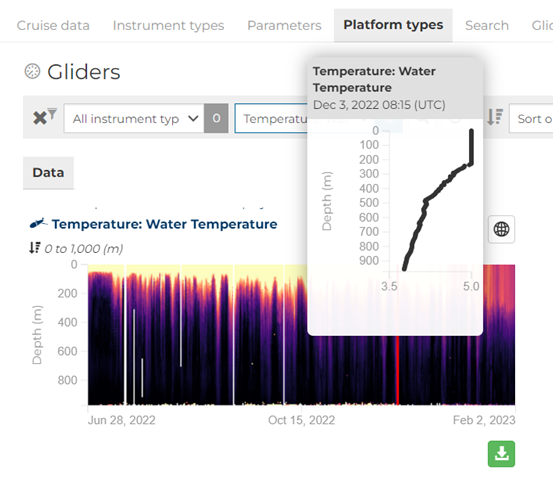 Cruise data Instrument types Parameters Platform types Search
Gliders
All instrument typ 0 Sort o
Temperature: Water
Temperature
Dec 3, 2022 08:15 (UTC)
0
100
200
300
400
500
600
700
800
900
Depth (m)
3.5 5.0
Data
Temperature: Water Temperature
0 to 1,000 (m)
0
200
400
600
800
Depth (m)
Jun 28, 2022 Oct 15, 2022 Feb 2, 2023